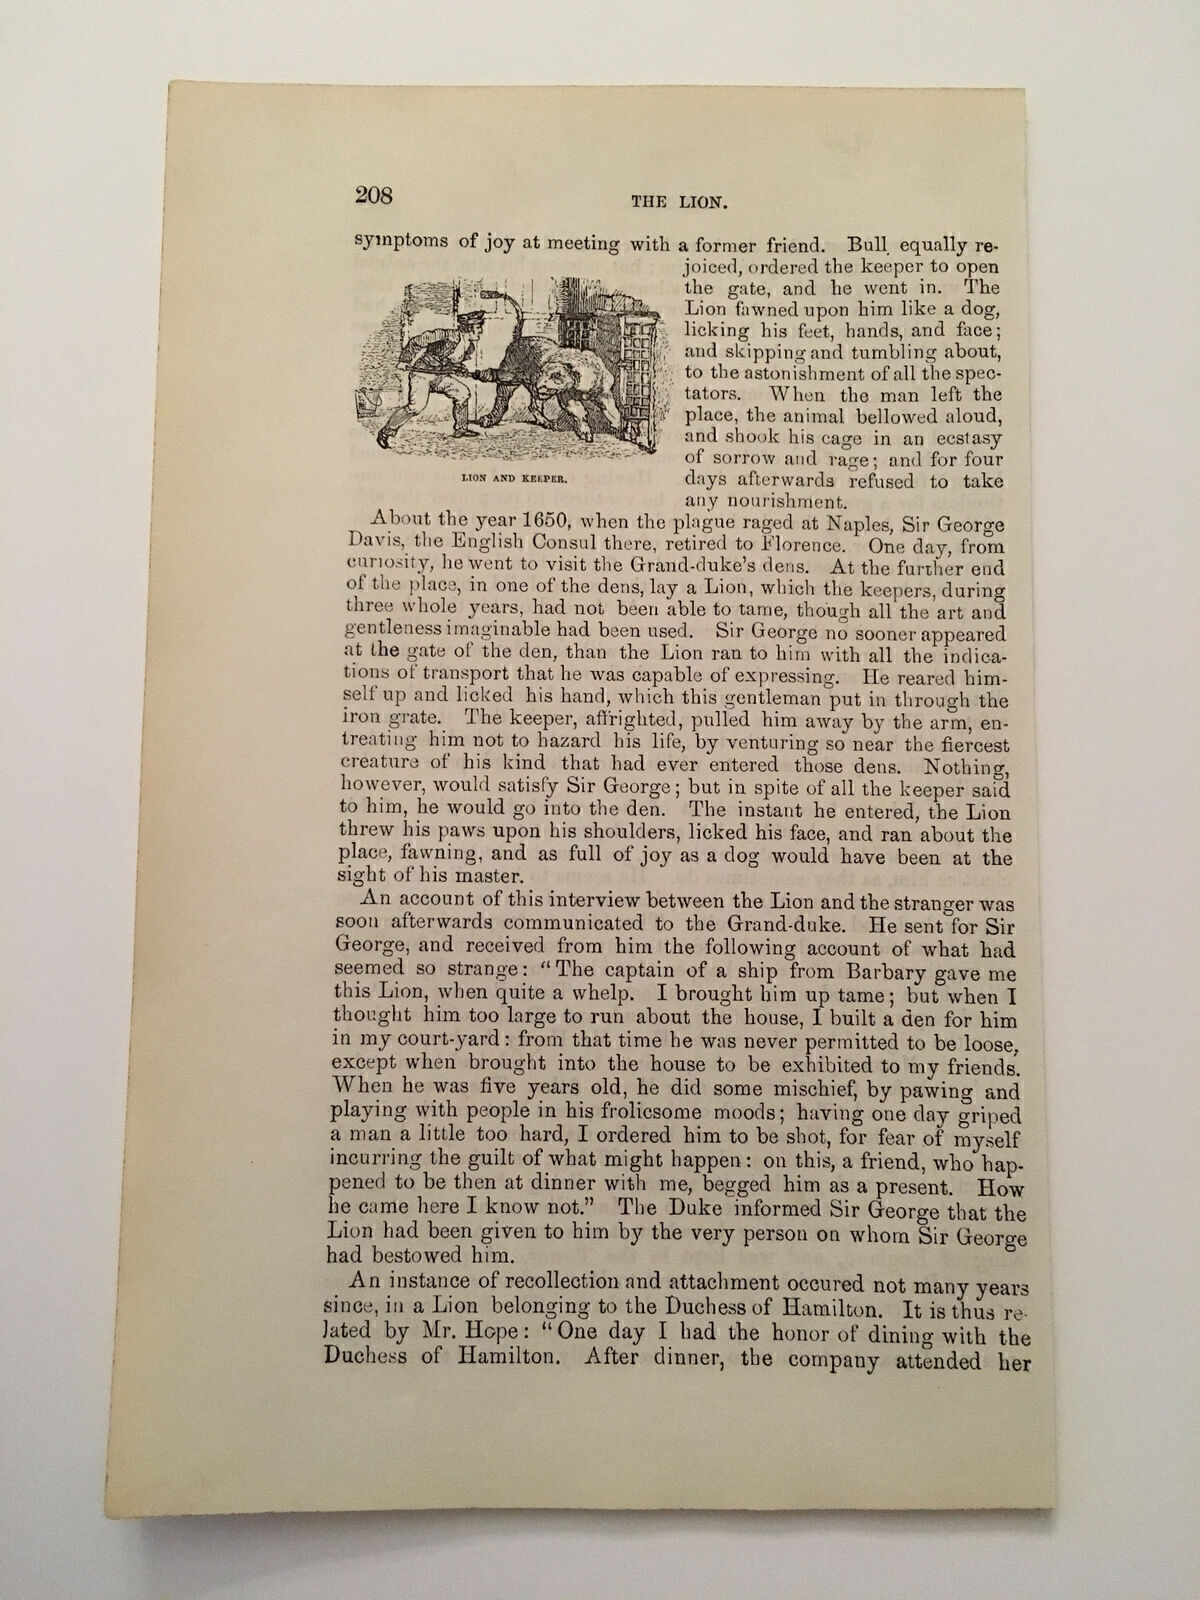 208
THE LION.
symptoms of joy at meeting with a former friend. Bull, equally re-
joiced, ordered the keeper to open
the gate, and he went in. The
Lion fawned upon him like a dog,
licking his feet, hands, and face;
and skipping and tumbling about,
to the astonishment of all the spec-
tators. When the man left the
place, the animal bellowed aloud,
and shook his cage in an ecstasy
of sorrow and rage; and for four
days afterwards refused to take
any nourishment.
LION AND KEEPER.
About the year 1650, when the plague raged at Naples, Sir George
Davis, the English Consul there, retired to Florence. One day, from
curiosity, he went to visit the Grand-duke's dens. At the further end
of the place, in one of the dens, lay a Lion, which the keepers, during
three whole years, had not been able to tame, though all the art and
gentleness imaginable had been used. Sir George no sooner appeared
at the gate of the den, than the Lion ran to him with all the indica-
tions of transport that he was capable of expressing. He reared him-
self up and licked his hand, which this gentleman put in through the
iron grate. The keeper, affrighted, pulled him away by the arm, en-
treating him not to hazard his life, by venturing so near the fiercest
creature of his kind that had ever entered those dens. Nothing,
however, would satisfy Sir George; but in spite of all the keeper said
to him, he would go into the den. The instant he entered, the Lion
threw his paws upon his shoulders, licked his face, and ran about the
place, fawning, and as full of joy as a dog would have been at the
sight of his master.
An account of this interview between the Lion and the stranger was
soon afterwards communicated to the Grand-duke. He sent for Sir
George, and received from him the following account of what had
seemed so strange: "The captain of a ship from Barbary gave me
this Lion, when quite a whelp. I brought him up tame; but when I
thought him too large to run about the house, I built a den for him
in my court-yard: from that time he was never permitted to be loose,
except when brought into the house to be exhibited to my friends.
When he was five years old, he did some mischief, by pawing and
playing with people in his frolicsome moods; having one day griped
a man a little too hard, I ordered him to be shot, for fear of myself
incurring the guilt of what might happen: on this, a friend, who hap-
pened to be then at dinner with me, begged him as a present. How
he came here I know not." The Duke informed Sir George that the
Lion had been given to him by the very person on whom Sir George
had bestowed him.
An instance of recollection and attachment occured not many years
since, in a Lion belonging to the Duchess of Hamilton. It is thus re-
lated by Mr. Hope: "One day I had the honor of dining with the
Duchess of Hamilton. After dinner, the company attended her